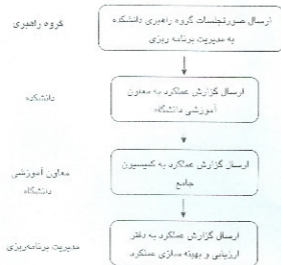 گروه راهبری
ارسال صورتجلسات گروه راهبری دانشکده
به مدیریت برنامه ریزی
دانشکده
ارسال گزارش عملکرد به معاون
آموزشی دانشگاه
معاون آموزشی
دانشگاه
ارسال گزارش عملکرد به کمیسیون
جامع
مدیریت برنامه‌ریزی
ارسال گزارش عملکرد به دفتر
ارزیابی و بهینه سازی عملکرد